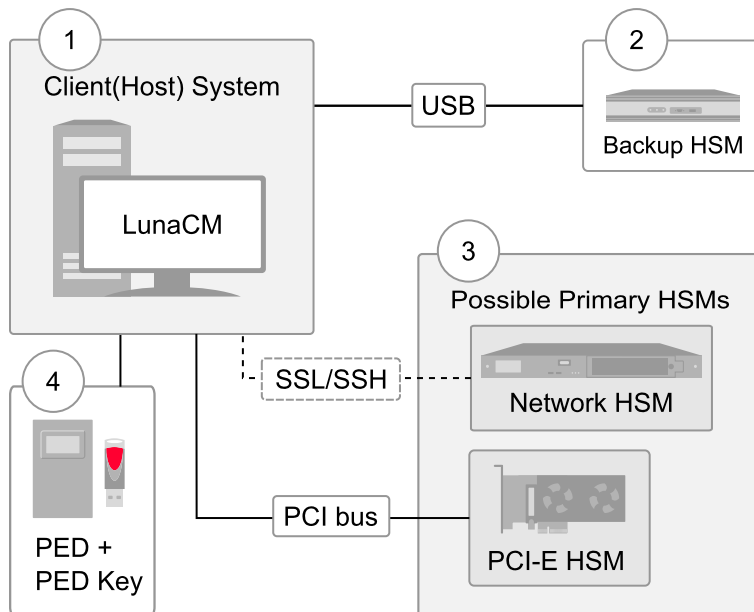 1
Client(Host) System
LunaCM
USB
2
Backup HSM
3
Possible Primary HSMs
Network HSM
SSL/SSH
PCI bus
PCI-E HSM
4
PED +
PED Key